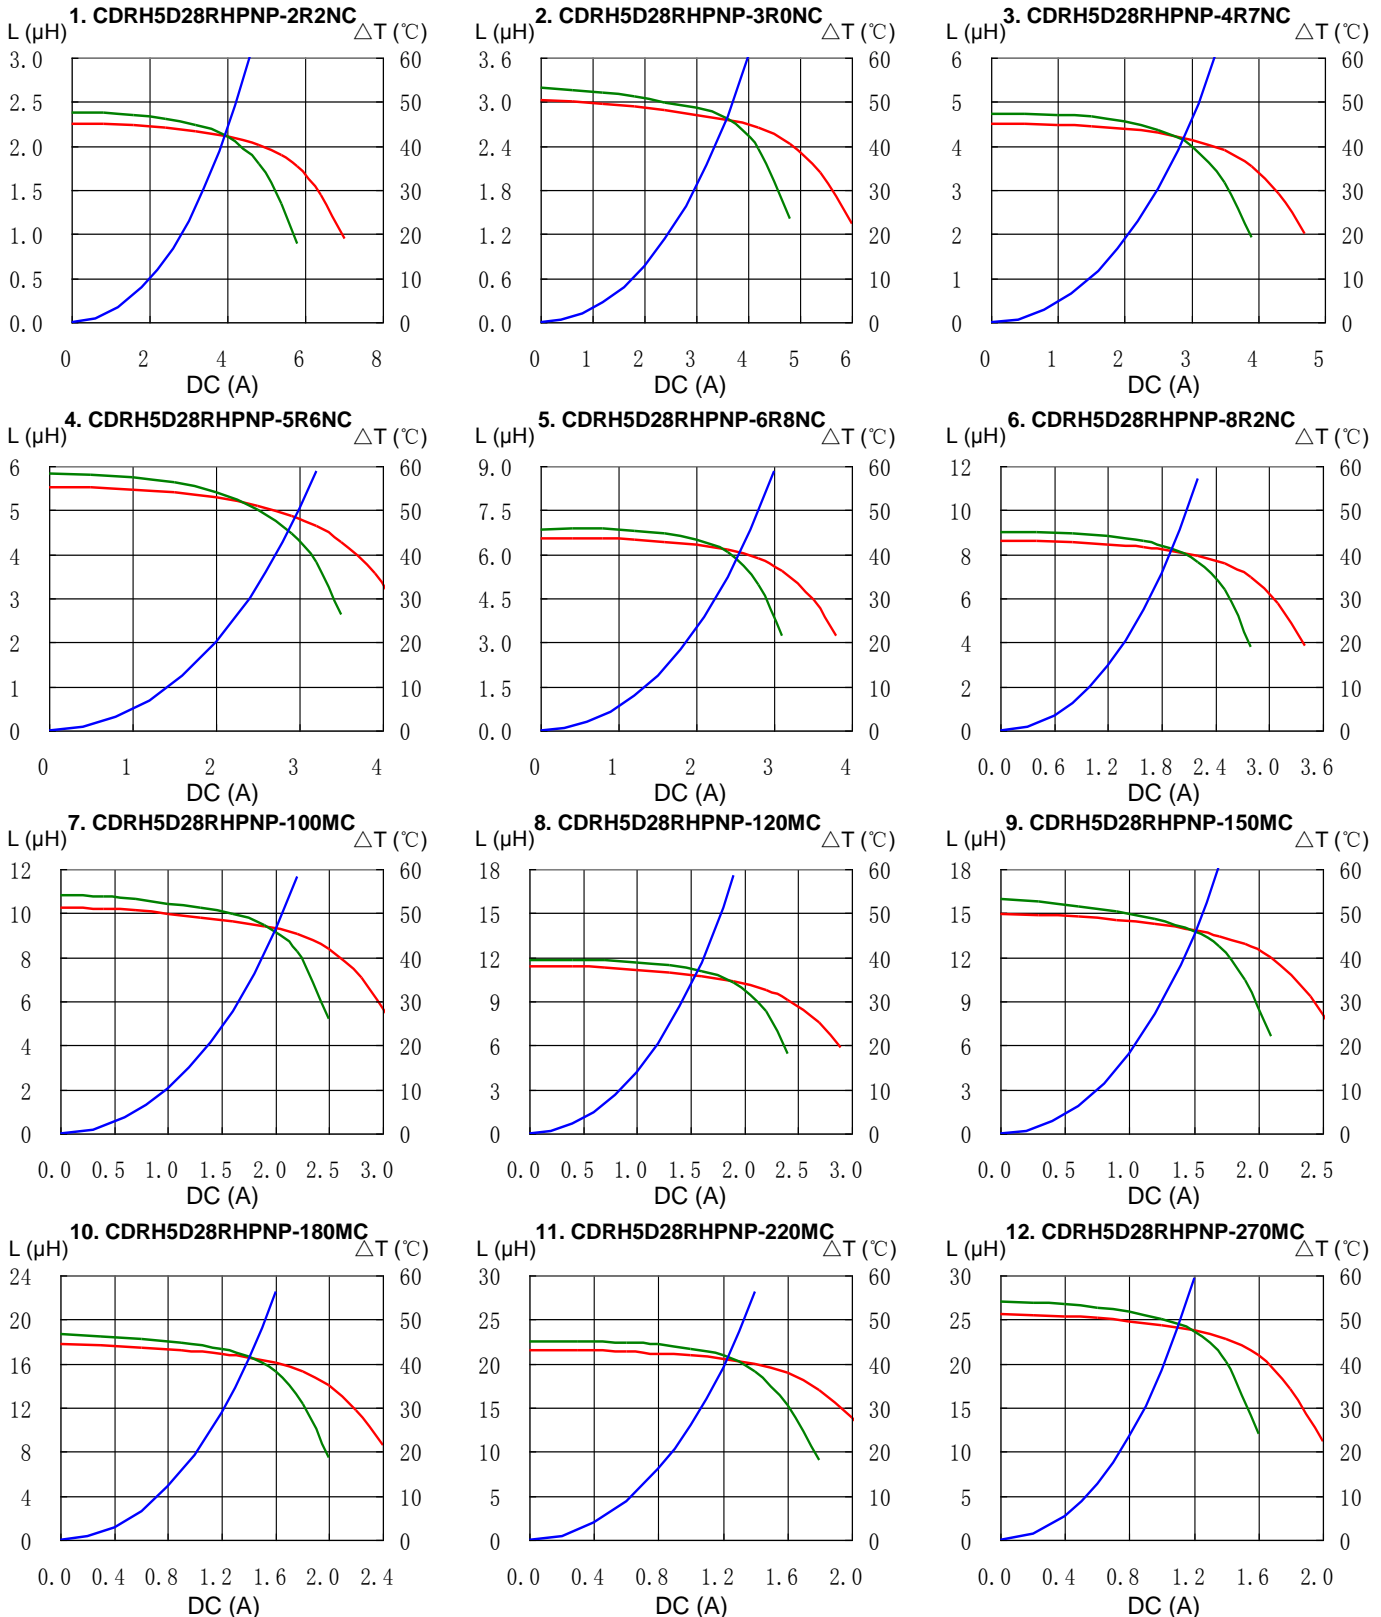 1. CDRH5D28RHPNP-2R2NC
L (µH) △T (℃)
3.0 60
2.5 50
2.0 40
1.5 30
1.0 20
0.5 10
0.0 0
0 2 4 6 8
DC (A)
2. CDRH5D28RHPNP-3R0NC
L (µH) △T (℃)
3.6 60
3.0 50
2.4 40
1.8 30
1.2 20
0.6 10
0.0 0
0 1 2 3 4 5 6
DC (A)
3. CDRH5D28RHPNP-4R7NC
L (µH) △T (℃)
6 60
5 50
4 40
3 30
2 20
1 10
0 0
0 1 2 3 4 5
DC (A)
4. CDRH5D28RHPNP-5R6NC
L (µH) △T (℃)
6 60
5 50
4 40
3 30
2 20
1 10
0 0
0 1 2 3 4
DC (A)
5. CDRH5D28RHPNP-6R8NC
L (µH) △T (℃)
9.0 60
7.5 50
6.0 40
4.5 30
3.0 20
1.5 10
0.0 0
0 1 2 3 4
DC (A)
6. CDRH5D28RHPNP-8R2NC
L (µH) △T (℃)
12 60
10 50
8 40
6 30
4 20
2 10
0 0
0.0 0.6 1.2 1.8 2.4 3.0 3.6
DC (A)
7. CDRH5D28RHPNP-100MC
L (µH) △T (℃)
12 60
10 50
8 40
6 30
4 20
2 10
0 0
0.0 0.5 1.0 1.5 2.0 2.5 3.0
DC (A)
8. CDRH5D28RHPNP-120MC
L (µH) △T (℃)
18 60
15 50
12 40
9 30
6 20
3 10
0 0
0.0 0.5 1.0 1.5 2.0 2.5 3.0
DC (A)
9. CDRH5D28RHPNP-150MC
L (µH) △T (℃)
18 60
15 50
12 40
9 30
6 20
3 10
0 0
0.0 0.5 1.0 1.5 2.0 2.5
DC (A)
10. CDRH5D28RHPNP-180MC
L (µH) △T (℃)
24 60
20 50
16 40
12 30
8 20
4 10
0 0
0.0 0.4 0.8 1.2 1.6 2.0 2.4
DC (A)
11. CDRH5D28RHPNP-220MC
L (µH) △T (℃)
30 60
25 50
20 40
15 30
10 20
5 10
0 0
0.0 0.4 0.8 1.2 1.6 2.0
DC (A)
12. CDRH5D28RHPNP-270MC
L (µH) △T (℃)
30 60
25 50
20 40
15 30
10 20
5 10
0 0
0.0 0.4 0.8 1.2 1.6 2.0
DC (A)